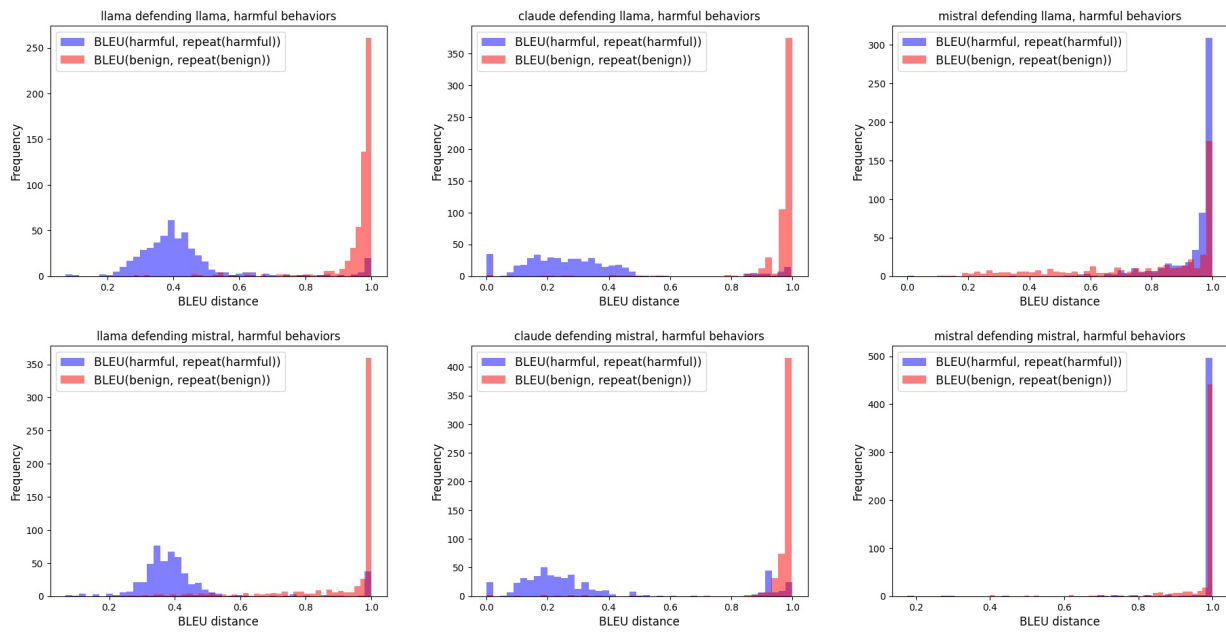 llama defending llama, harmful behaviors
BLEU(harmful, repeat(harmful))
BLEU(benign, repeat(benign))
Frequency
250
200
150
100
50
0
0.2 0.4 0.6 0.8 1.0
BLEU distance
claude defending llama, harmful behaviors
BLEU(harmful, repeat(harmful))
BLEU(benign, repeat(benign))
Frequency
350
300
250
200
150
100
50
0
0.0 0.2 0.4 0.6 0.8 1.0
BLEU distance
mistral defending llama, harmful behaviors
BLEU(harmful, repeat(harmful))
BLEU(benign, repeat(benign))
Frequency
300
250
200
150
100
50
0
0.0 0.2 0.4 0.6 0.8 1.0
BLEU distance
llama defending mistral, harmful behaviors
BLEU(harmful, repeat(harmful))
BLEU(benign, repeat(benign))
Frequency
350
300
250
200
150
100
50
0
0.2 0.4 0.6 0.8 1.0
BLEU distance
claude defending mistral, harmful behaviors
BLEU(harmful, repeat(harmful))
BLEU(benign, repeat(benign))
Frequency
400
350
300
250
200
150
100
50
0
0.0 0.2 0.4 0.6 0.8 1.0
BLEU distance
mistral defending mistral, harmful behaviors
BLEU(harmful, repeat(harmful))
BLEU(benign, repeat(benign))
Frequency
500
400
300
200
100
0
0.2 0.4 0.6 0.8 1.0
BLEU distance